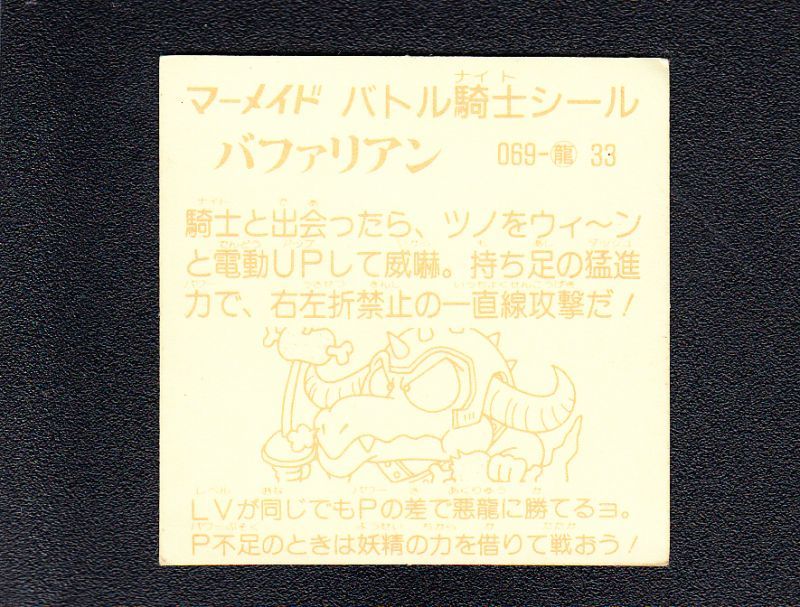 マーメイド バトル騎士シール
バファリアン 069-龍 33
騎士と出会ったら、ツノをウィ〜ン
と電動UPして威嚇。持ち足の猛進
力で、右左折禁止の一直線攻撃だ！
LVが同じでもPの差で悪龍に勝てるヨ。
P不足のときは妖精の力を借りて戦おう！